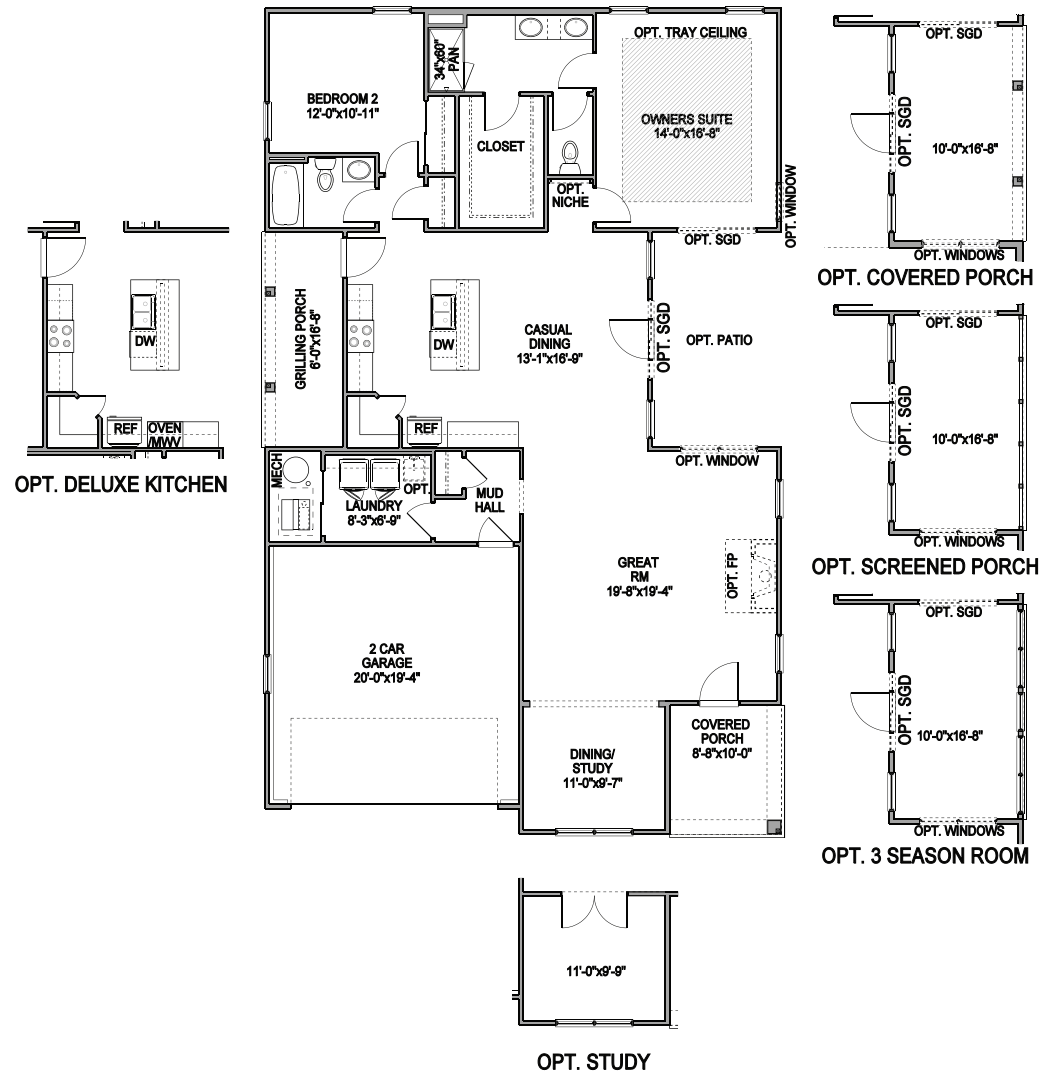 OPT. TRAY CEILING
34"x60"
PAN
BEDROOM 2
12'-0"x10'-11"
OWNERS SUITE
14'-0"x16'-8"
CLOSET
OPT.
NICHE
OPT. WINDOW
OPT. SGD
OPT. SGD
OPT. SGD
10'-0"x16'-8"
OPT. WINDOWS
OPT. COVERED PORCH
DW
REF
OVEN
/MWV
OPT. DELUXE KITCHEN
GRILLING PORCH
6'-0"x16'-8"
DW
REF
CASUAL
DINING
13'-1"x16'-9"
OPT. SGD
OPT. PATIO
OPT. WINDOW
OPT. SGD
OPT. SGD
10'-0"x16'-8"
OPT. WINDOWS
OPT. SCREENED PORCH
MECH
OPT.
LAUNDRY
8'-3"x6'-9"
MUD
HALL
GREAT
RM
19'-8"x19'-4"
OPT. FP
2 CAR
GARAGE
20'-0"x19'-4"
OPT. SGD
OPT. SGD
10'-0"x16'-8"
OPT. WINDOWS
OPT. 3 SEASON ROOM
DINING/
STUDY
11'-0"x9'-7"
COVERED
PORCH
8'-8"x10'-0"
11'-0"x9'-9"
OPT. STUDY